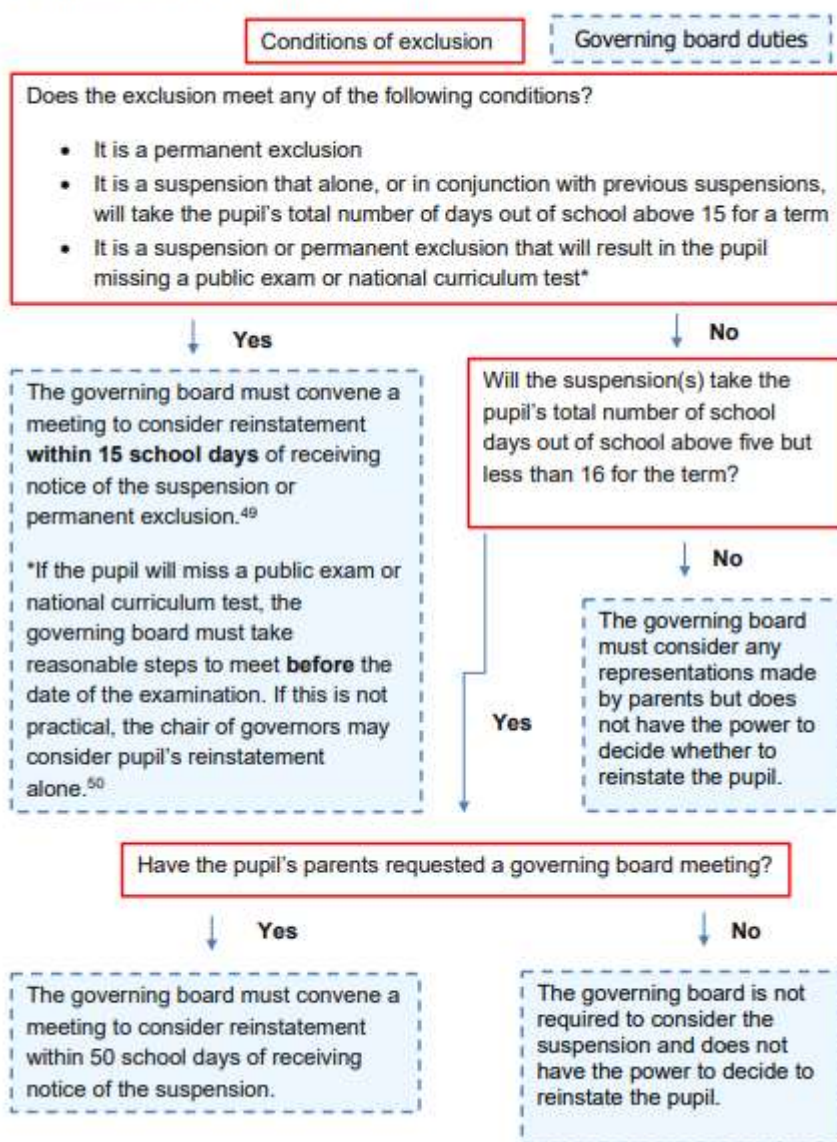 Conditions of exclusion
Governing board duties
Does the exclusion meet any of the following conditions?
• It is a permanent exclusion
• It is a suspension that alone, or in conjunction with previous suspensions,
will take the pupil's total number of days out of school above 15 for a term
• It is a suspension or permanent exclusion that will result in the pupil
missing a public exam or national curriculum test*
Yes
No
The governing board must convene a
meeting to consider reinstatement
within 15 school days of receiving
notice of the suspension or
permanent exclusion.49
*If the pupil will miss a public exam or
national curriculum test, the
governing board must take
reasonable steps to meet before the
date of the examination. If this is not
practical, the chair of governors may
consider pupil's reinstatement
alone.50
Will the suspension(s) take the
pupil's total number of school
days out of school above five but
less than 16 for the term?
No
The governing board
must consider any
representations made
by parents but does
not have the power to
decide whether to
reinstate the pupil.
Yes
Have the pupil's parents requested a governing board meeting?
Yes
No
The governing board must convene a
meeting to consider reinstatement
within 50 school days of receiving
notice of the suspension.
The governing board is not
required to consider the
suspension and does not
have the power to decide to
reinstate the pupil.